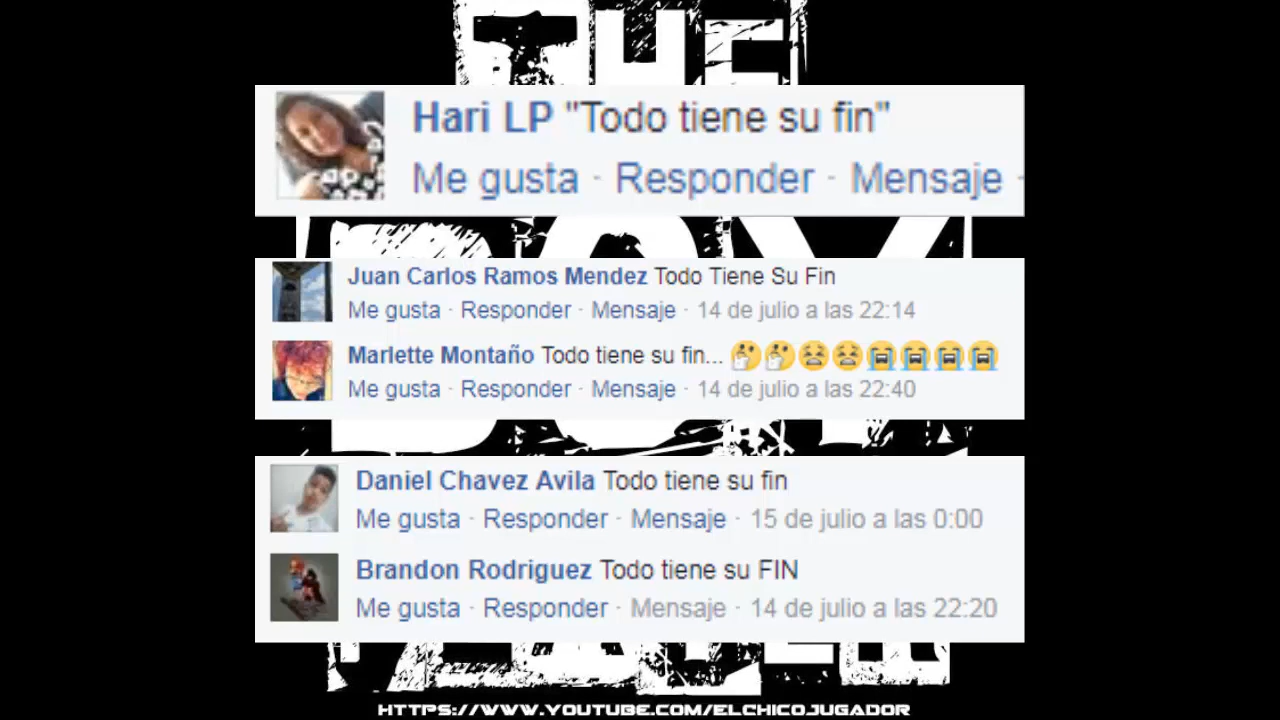 THE
Hari LP "Todo tiene su fin"
Me gusta · Responder · Mensaje ·
BOY
Juan Carlos Ramos Mendez Todo Tiene Su Fin
Me gusta · Responder · Mensaje · 14 de julio a las 22:14
Marlette Montaño Todo tiene su fin... 🤔🤔😫😫😭😭😭😭
Me gusta · Responder · Mensaje · 14 de julio a las 22:40
Daniel Chavez Avila Todo tiene su fin
Me gusta · Responder · Mensaje · 15 de julio a las 0:00
Brandon Rodriguez Todo tiene su FIN
Me gusta · Responder · Mensaje · 14 de julio a las 22:20
HTTPS://WWW.YOUTUBE.COM/ELCHICOJUGADOR